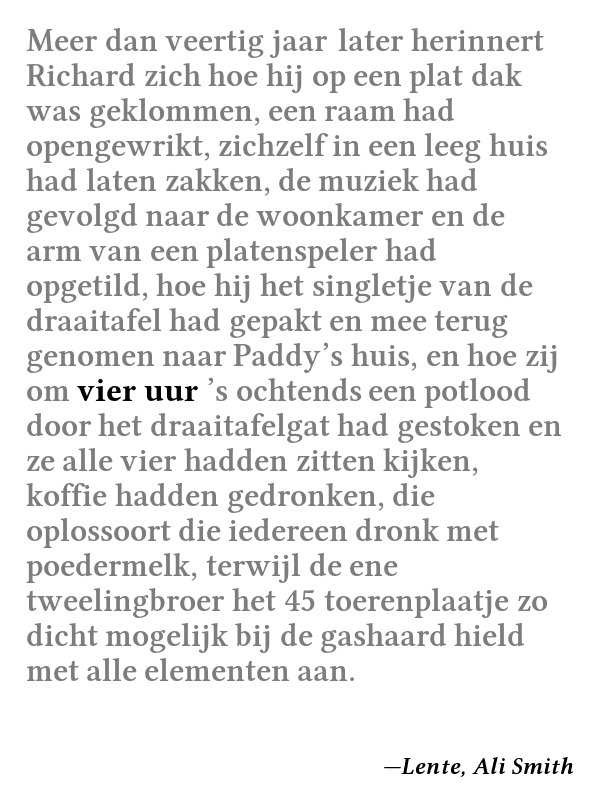 Meer dan veertig jaar later herinnert
Richard zich hoe hij op een plat dak
was geklommen, een raam had
opengewrikt, zichzelf in een leeg huis
had laten zakken, de muziek had
gevolgd naar de woonkamer en de
arm van een platenspeler had
opgetild, hoe hij het singletje van de
draaitafel had gepakt en mee terug
genomen naar Paddy’s huis, en hoe zij
om vier uur ’s ochtends een potlood
door het draaitafelgat had gestoken en
ze alle vier hadden zitten kijken,
koffie hadden gedronken, die
oplossoort die iedereen dronk met
poedermelk, terwijl de ene
tweelingbroer het 45 toerenplaatje zo
dicht mogelijk bij de gashaard hield
met alle elementen aan.
—Lente, Ali Smith